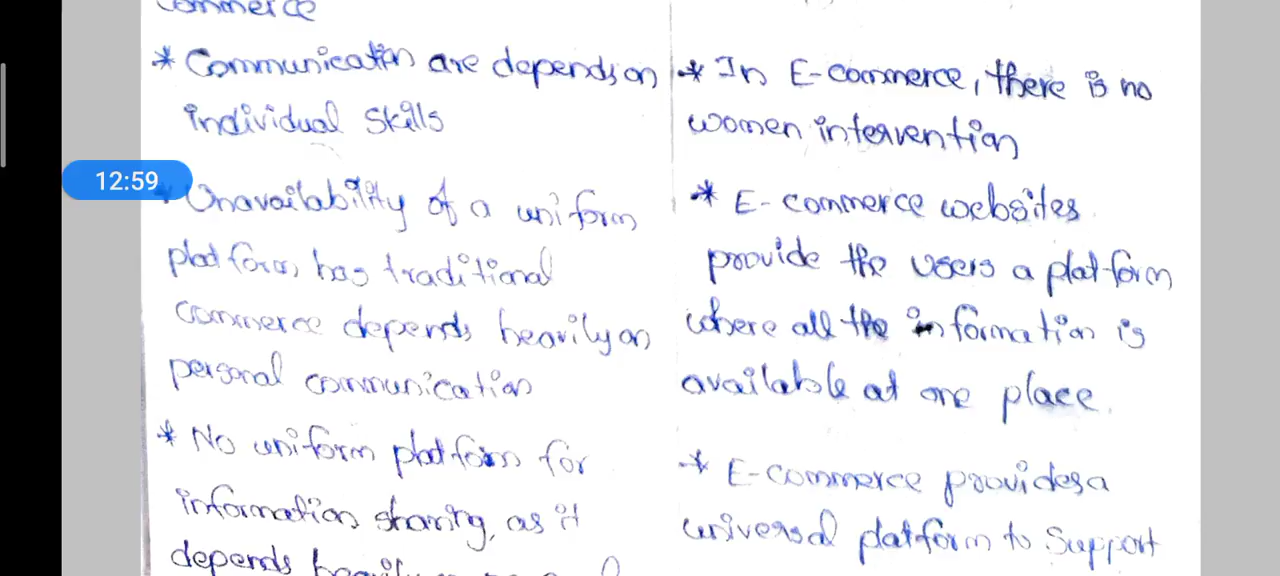 commerce
* Communication are depends on
individual skills
12:59
* Unavailability of a uniform
platform has traditional
commerce depends heavily on
personal communication
* No uniform platform for
information sharing, as it
depends heavily
* In E-commerce, there is no
women intervention
* E-commerce websites
provide the users a platform
where all the information is
available at one place.
* E-commerce provides a
universal platform to support